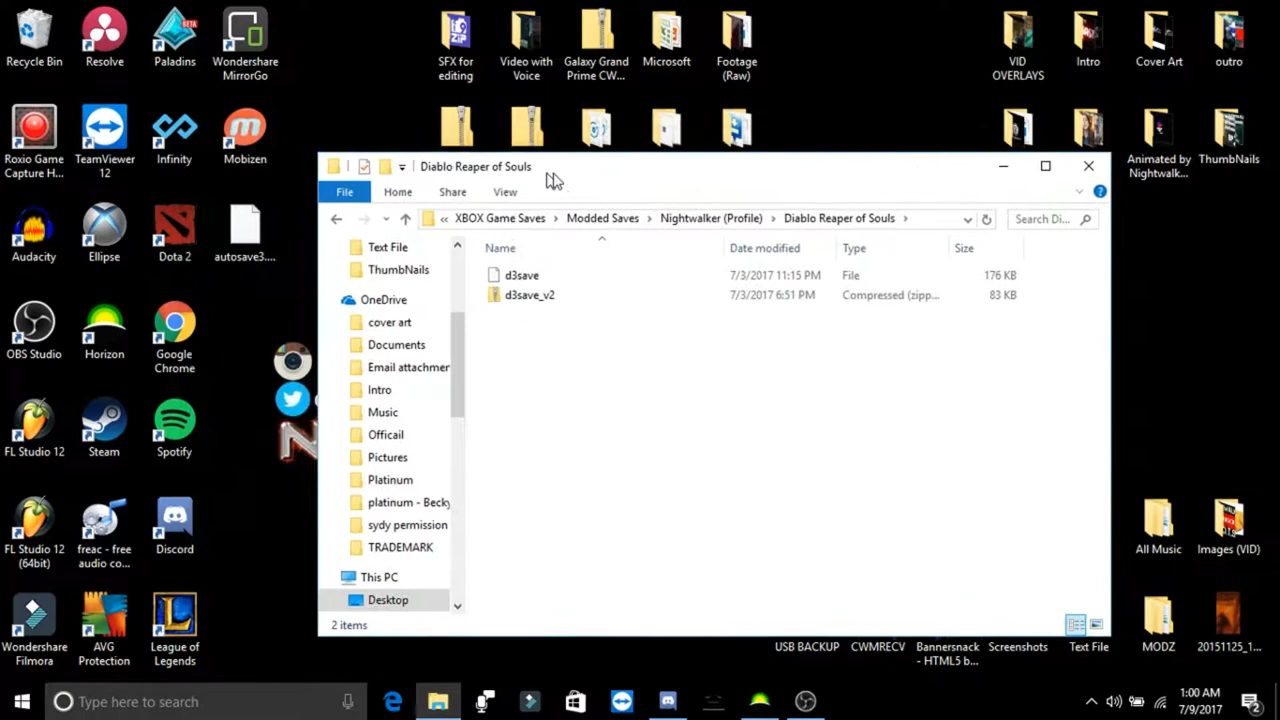 Recycle Bin
Resolve
Paladins
Wondershare
MirrorGo
SFX for
editing
Video with
Voice
Galaxy Grand
Prime CW...
Microsoft
Footage
(Raw)
VID
OVERLAYS
Intro
Cover Art
outro
Roxio Game
Capture H...
TeamViewer
12
Infinity
Mobizen
Animated by
Nightwalk...
ThumbNails
Audacity
Ellipse
Dota 2
autosave3....
OBS Studio
Horizon
Google
Chrome
FL Studio 12
Steam
Spotify
FL Studio 12
(64bit)
freac - free
audio co...
Discord
Wondershare
Filmora
AVG
Protection
League of
Legends
Diablo Reaper of Souls
File
Home
Share
View
« XBOX Game Saves > Modded Saves > Nightwalker (Profile) > Diablo Reaper of Souls >
Search Di...
Text File
ThumbNails
OneDrive
cover art
Documents
Email attachmer
Intro
Music
Officail
Pictures
Platinum
platinum - Becky
sydy permission
TRADEMARK
This PC
Desktop
Name
Date modified
Type
Size
d3save
7/3/2017 11:15 PM
File
176 KB
d3save_v2
7/3/2017 6:51 PM
Compressed (zipp...
83 KB
2 items
All Music
Images (VID)
USB BACKUP
CWMRECV
Bannersnack
- HTML5 b...
Screenshots
Text File
MODZ
20151125_1...
Type here to search
1:00 AM
7/9/2017
2